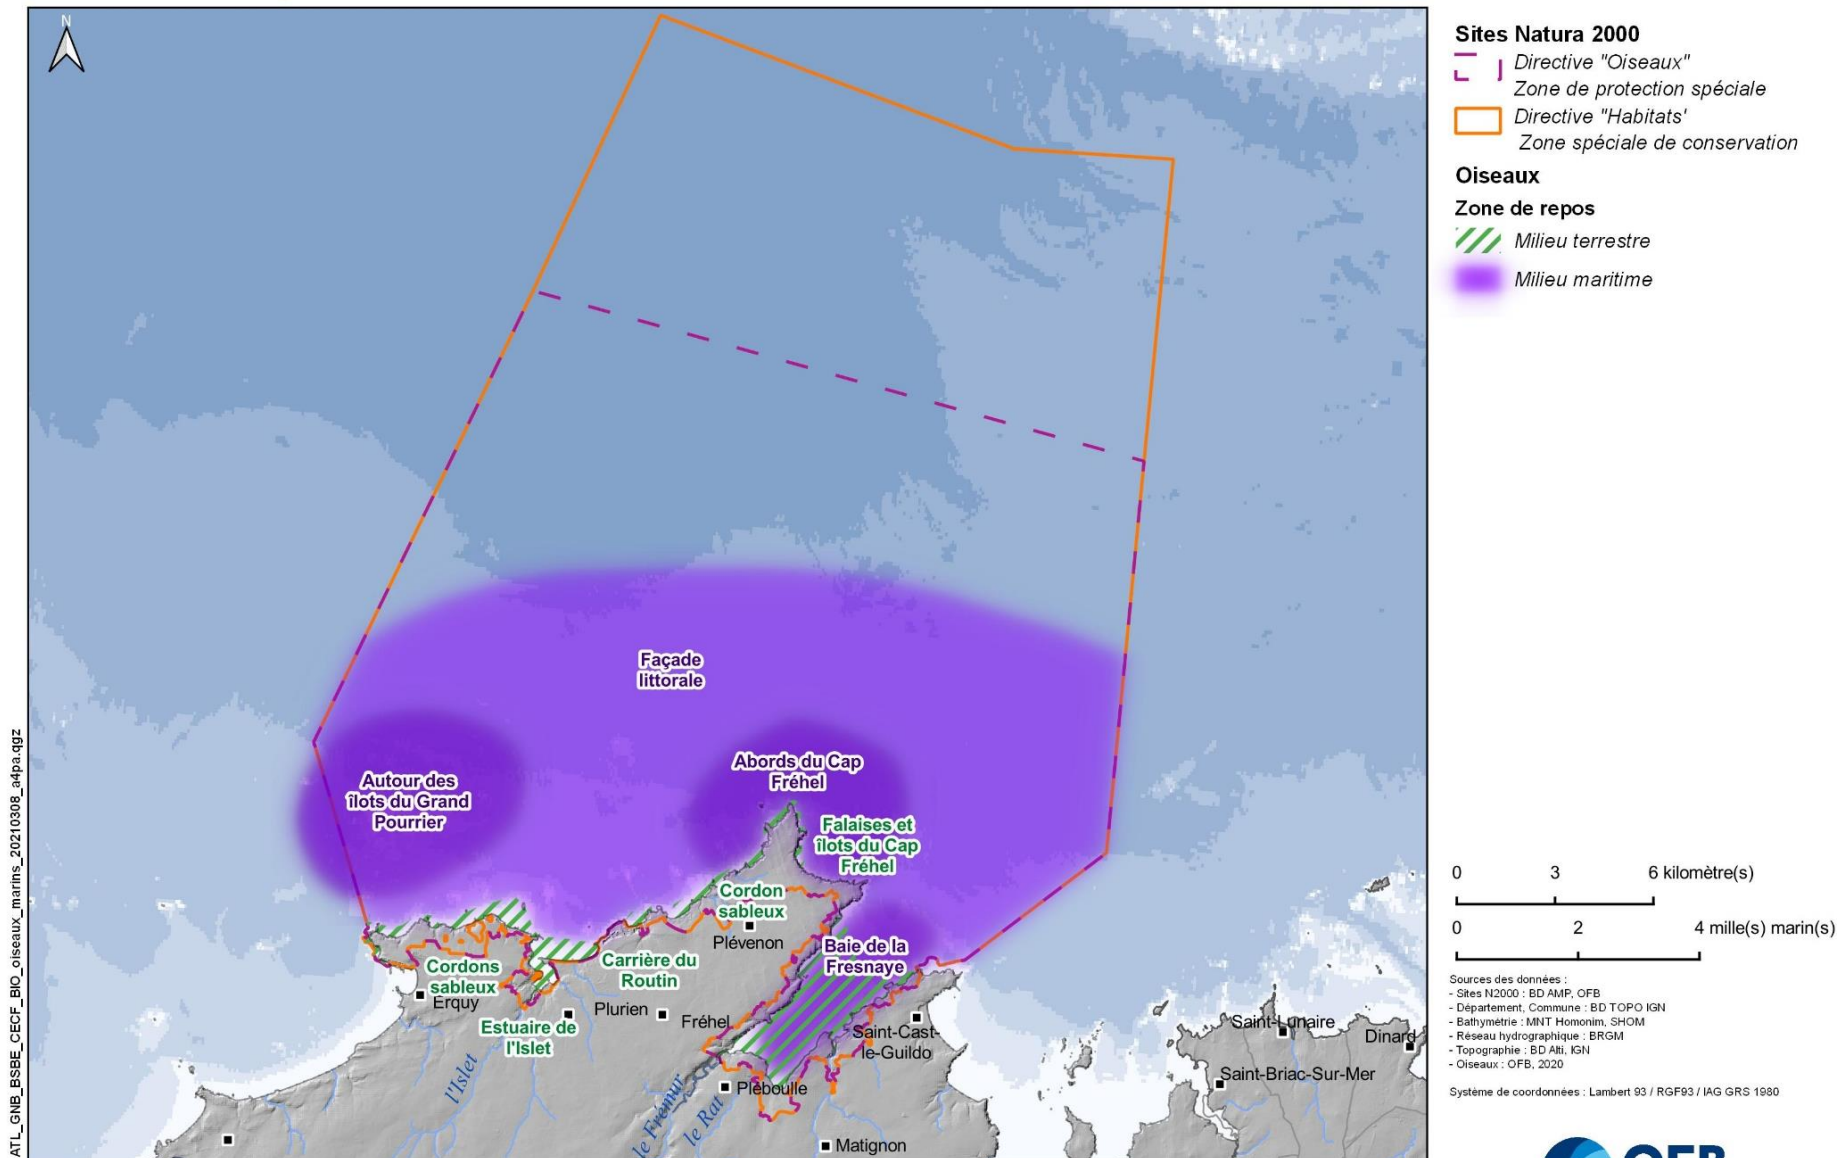 N
Sites Natura 2000
Directive "Oiseaux"
Zone de protection spéciale
Directive "Habitats'
Zone spéciale de conservation
Oiseaux
Zone de repos
Milieu terrestre
Milieu maritime
Façade
littorale
Autour des
îlots du Grand
Pourrier
Abords du Cap
Fréhel
Falaises et
îlots du Cap
Fréhel
Cordon
sableux
Plévenon
Baie de la
Fresnaye
Cordons
sableux
Erquy
Carrière du
Routin
Plurien
Fréhel
Estuaire de
l'Islet
Saint-Cast-
le-Guildo
Saint-Lunaire
Dinard
Saint-Briac-Sur-Mer
l'Islet
le Frémur
le Rat
Pléboulle
Matignon
ATL_GNB_BSBE_CECF_BIO_oiseaux_marins_20210308_a4pa.qgz
0 3 6 kilomètre(s)
0 2 4 mille(s) marin(s)
Sources des données :
- Sites N2000 : BD AMP, OFB
- Département, Commune : BD TOPO IGN
- Bathymétrie : MNT Homonim, SHOM
- Réseau hydrographique : BRGM
- Topographie : BD Alti, IGN
- Oiseaux : OFB, 2020
Système de coordonnées : Lambert 93 / RGF93 / IAG GRS 1980
OFB